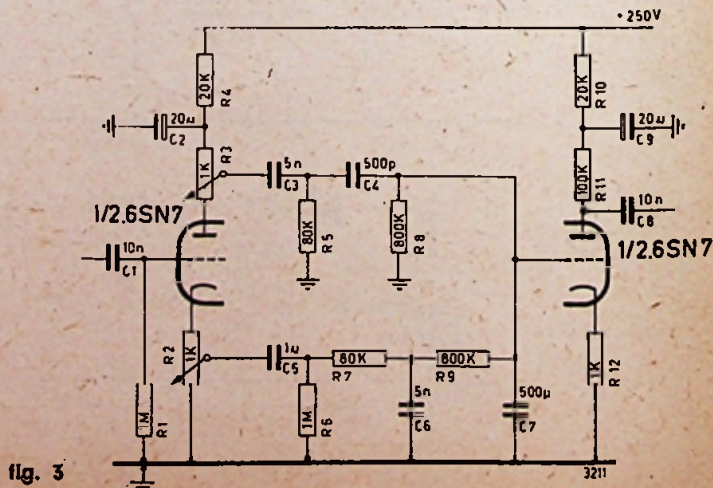 +250V
20K
R4
20K
R10
20µ
C2
20µ
C9
1K
R3
5n
C3
500p
C4
100K
R11
10n
C8
1/2.6SN7
1/2.6SN7
80K
R5
800K
R8
10n
C1
R2
1K
1µ
C5
80K
R7
800K
R9
1K
R12
1M
R1
1M
R6
5n
C6
500µ
C7
fig. 3
3211